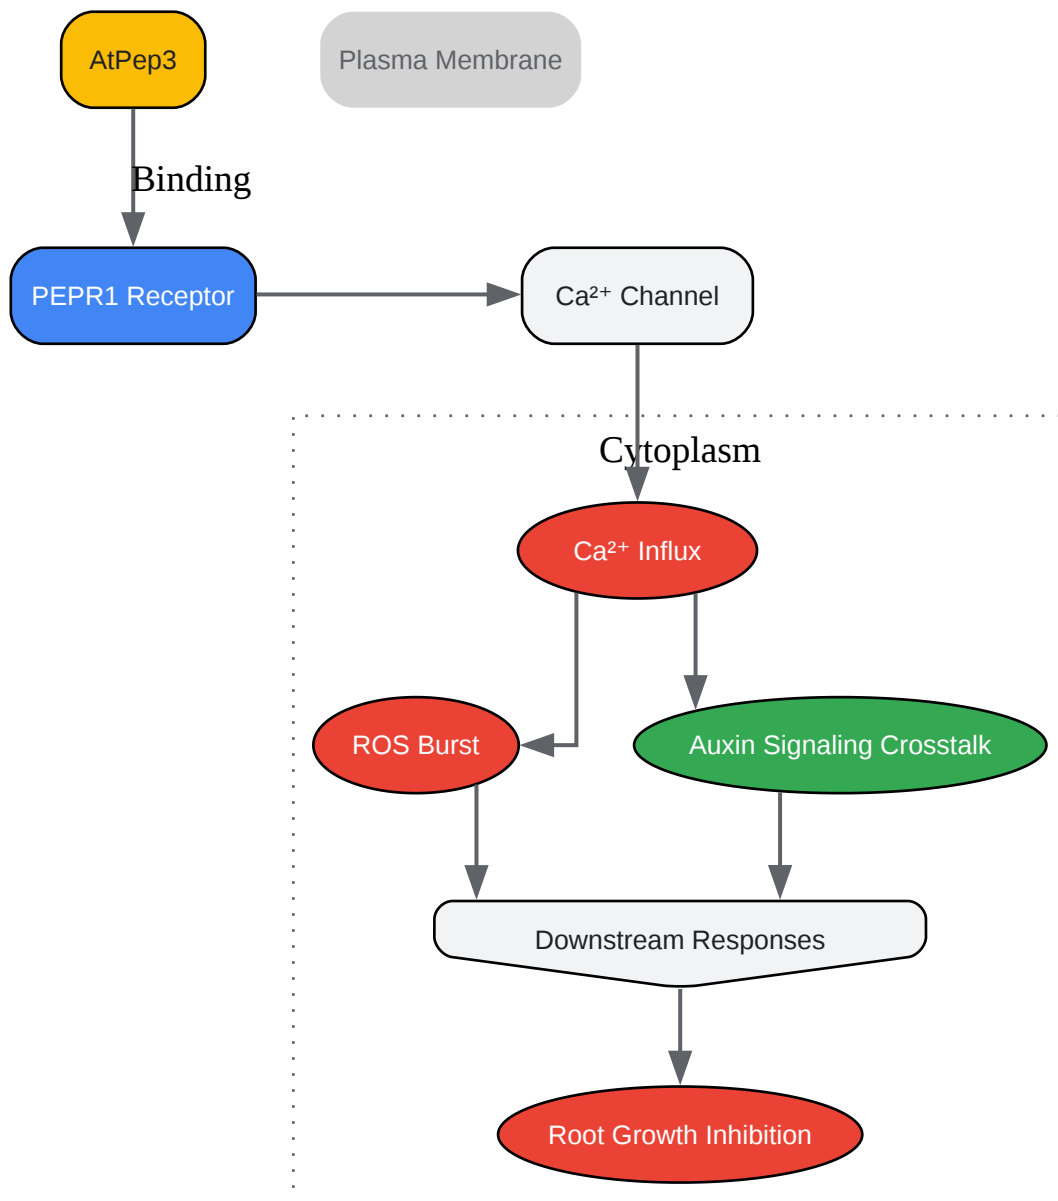 AtPep3
Plasma Membrane
Binding
PEPR1 Receptor
Ca²⁺ Channel
Cytoplasm
Ca²⁺ Influx
ROS Burst
Auxin Signaling Crosstalk
Downstream Responses
Root Growth Inhibition